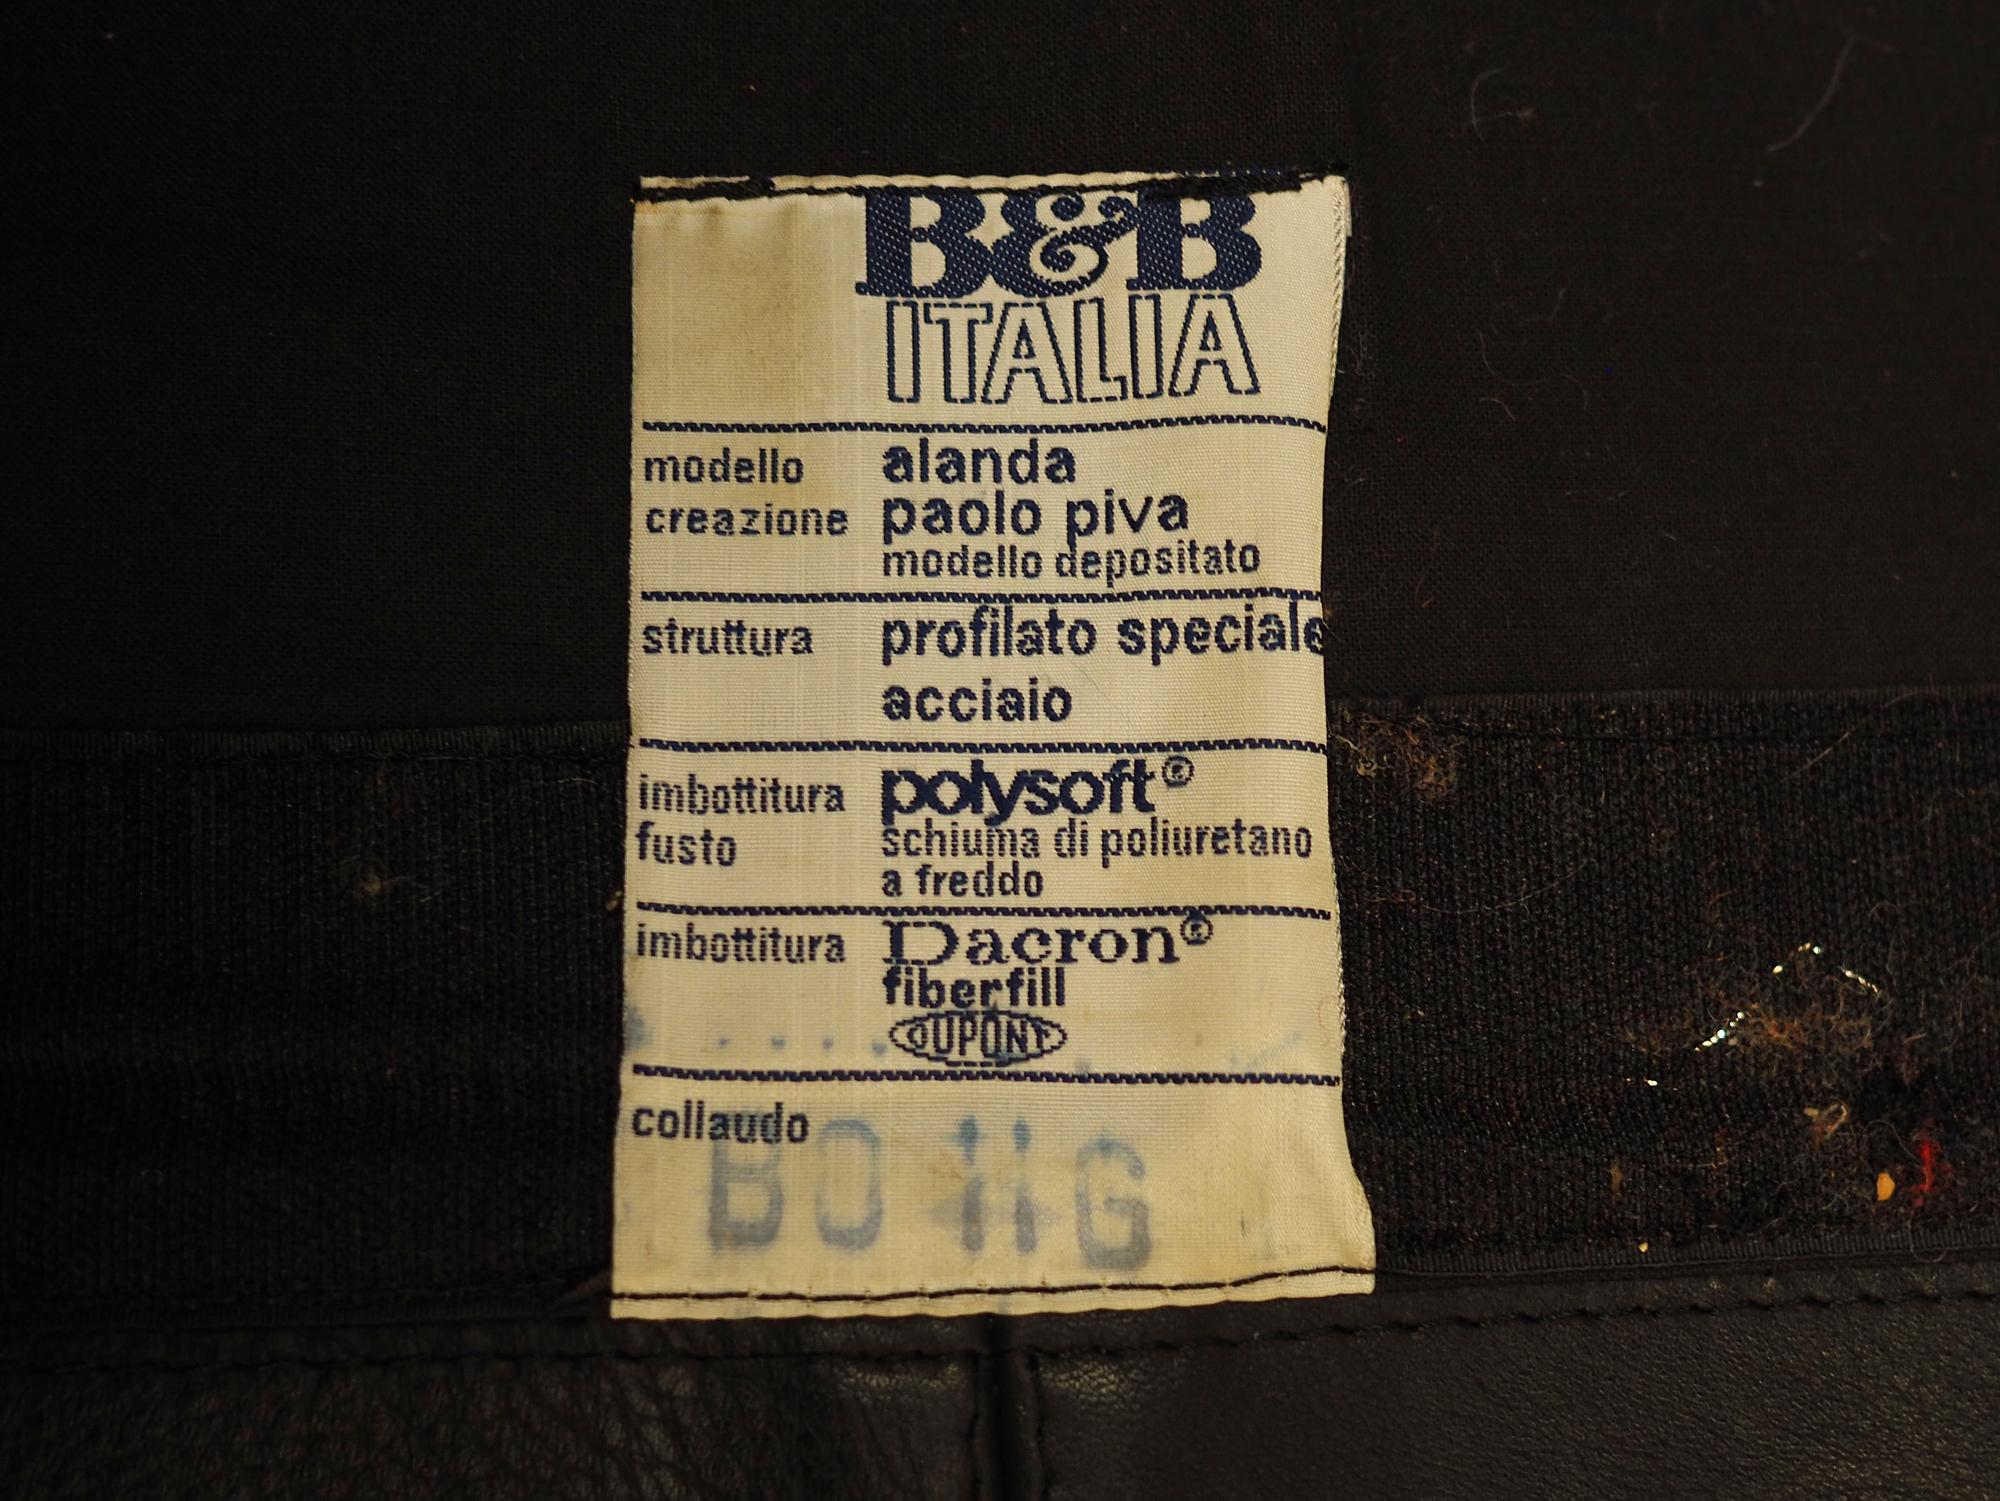 B&B
ITALIA
modello alanda
creazione paolo piva
modello depositato
struttura profilato speciale
acciaio
imbottitura polysoft®
fusto schiuma di poliuretano
a freddo
imbottitura Dacron®
fiberfill
DUPONT
collaudo
BO 11 G